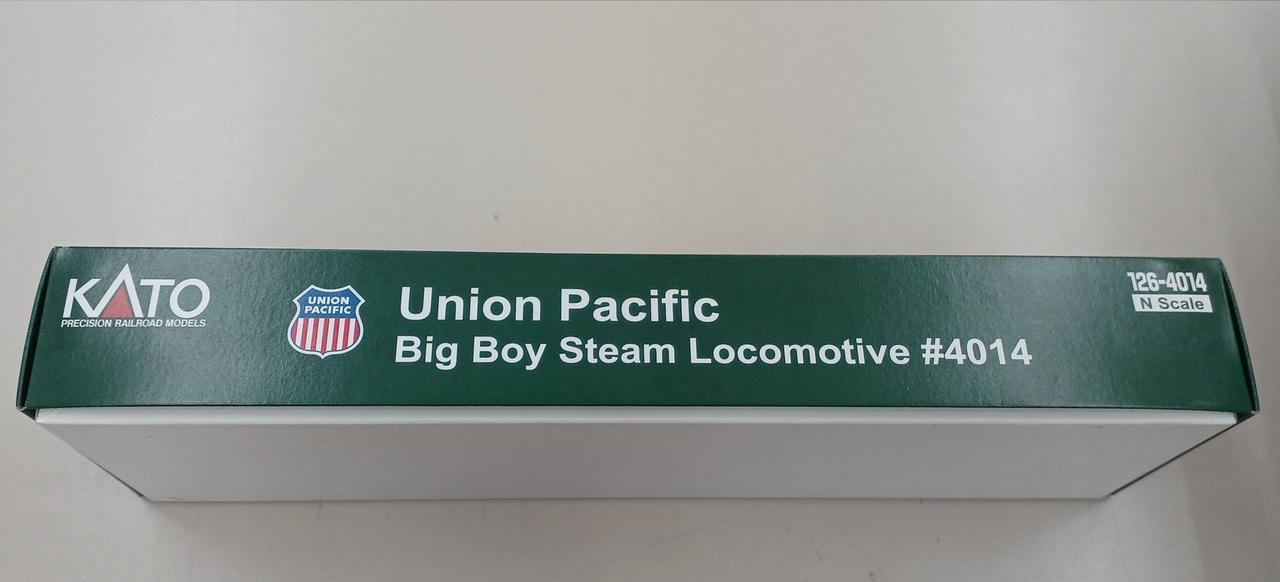 KATO
PRECISION RAILROAD MODELS
UNION
PACIFIC
Union Pacific
Big Boy Steam Locomotive #4014
126-4014
N Scale